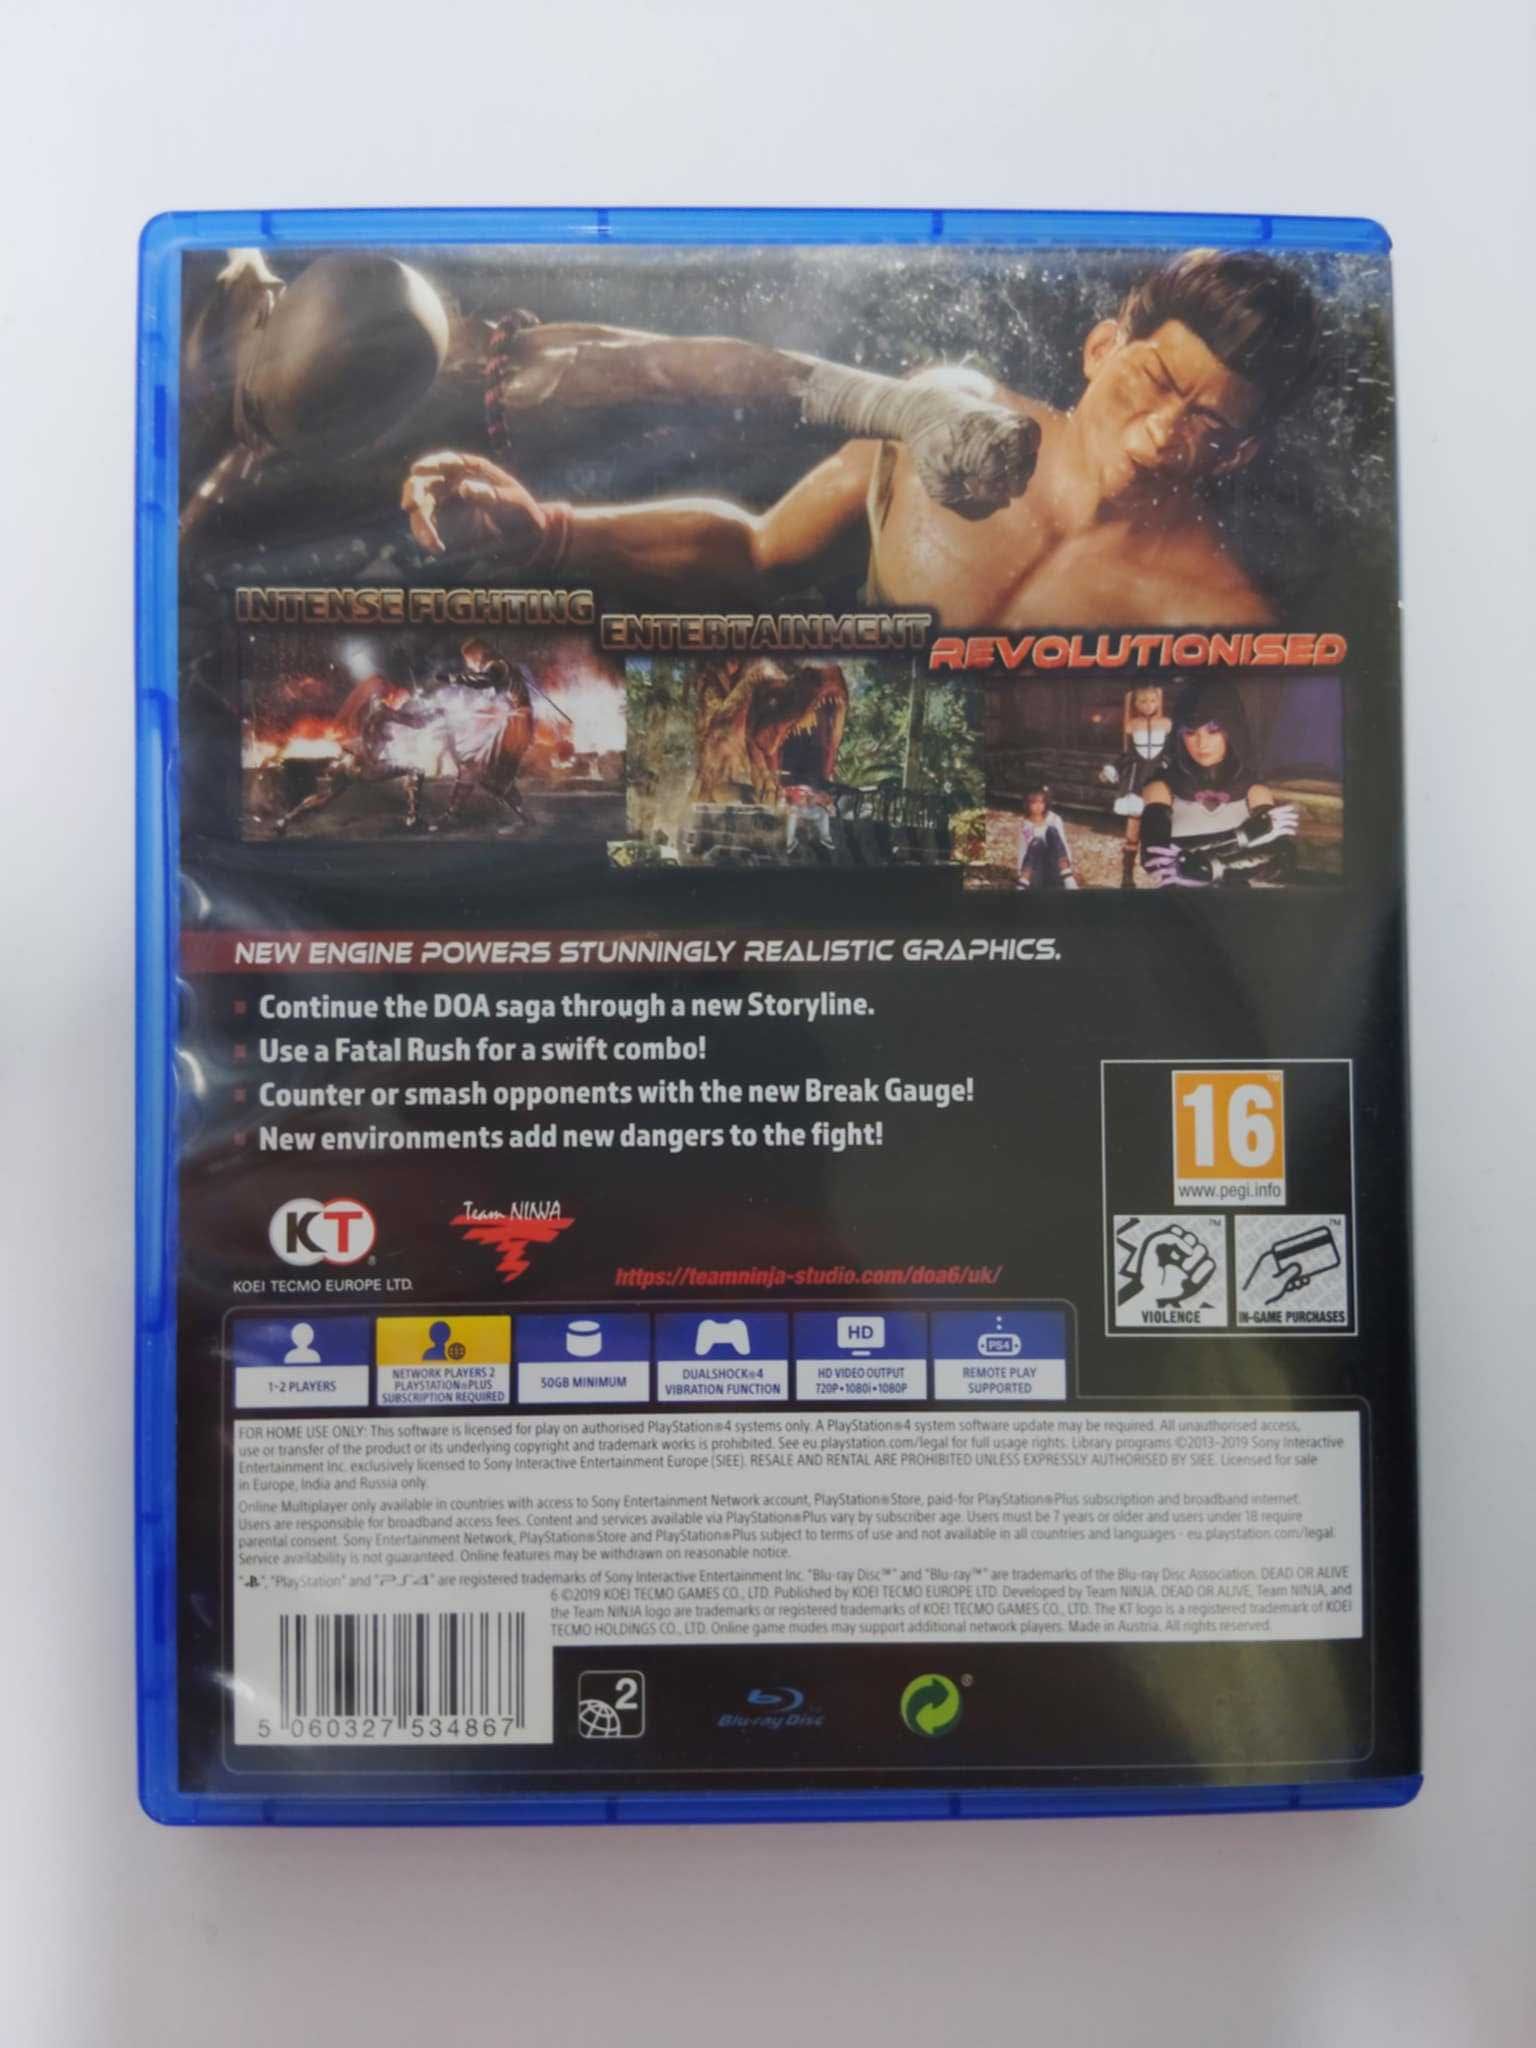 INTENSE FIGHTING
ENTERTAINMENT
REVOLUTIONISED
NEW ENGINE POWERS STUNNINGLY REALISTIC GRAPHICS.
Continue the DOA saga through a new Storyline.
Use a Fatal Rush for a swift combo!
Counter or smash opponents with the new Break Gauge!
New environments add new dangers to the fight!
16
www.pegi.info
VIOLENCE
IN-GAME PURCHASES
KT
KOEI TECMO EUROPE LTD.
Team NINJA
https://teamninja-studio.com/doa6/uk/
1-2 PLAYERS
NETWORK PLAYERS 2
PLAYSTATION®PLUS
SUBSCRIPTION REQUIRED
50GB MINIMUM
DUALSHOCK®4
VIBRATION FUNCTION
HD
HD VIDEO OUTPUT
720P•1080i•1080P
PS4
REMOTE PLAY
SUPPORTED
FOR HOME USE ONLY: This software is licensed for play on authorised PlayStation®4 systems only. A PlayStation®4 system software update may be required. All unauthorised access,
use or transfer of the product or its underlying copyright and trademark works is prohibited. See eu.playstation.com/legal for full usage rights. Library programs ©2013-2019 Sony Interactive
Entertainment Inc. exclusively licensed to Sony Interactive Entertainment Europe (SIEE). RESALE AND RENTAL ARE PROHIBITED UNLESS EXPRESSLY AUTHORISED BY SIEE. Licensed for sale
in Europe, India and Russia only.
Online Multiplayer only available in countries with access to Sony Entertainment Network account, PlayStation®Store, paid-for PlayStation®Plus subscription and broadband internet.
Users are responsible for broadband access fees. Content and services available via PlayStation®Plus vary by subscriber age. Users must be 7 years or older and users under 18 require
parental consent. Sony Entertainment Network, PlayStation®Store and PlayStation®Plus subject to terms of use and not available in all countries and languages - eu.playstation.com/legal.
Service availability is not guaranteed. Online features may be withdrawn on reasonable notice.
"PlayStation" and "PS4" are registered trademarks of Sony Interactive Entertainment Inc. "Blu-ray Disc™" and "Blu-ray™" are trademarks of the Blu-ray Disc Association. DEAD OR ALIVE
6 ©2019 KOEI TECMO GAMES CO., LTD. Published by KOEI TECMO EUROPE LTD. Developed by Team NINJA. DEAD OR ALIVE, Team NINJA, and
the Team NINJA logo are trademarks or registered trademarks of KOEI TECMO GAMES CO., LTD. The KT logo is a registered trademark of KOEI
TECMO HOLDINGS CO., LTD. Online game modes may support additional network players. Made in Austria. All rights reserved.
5 060327 534867
2
Blu-ray Disc